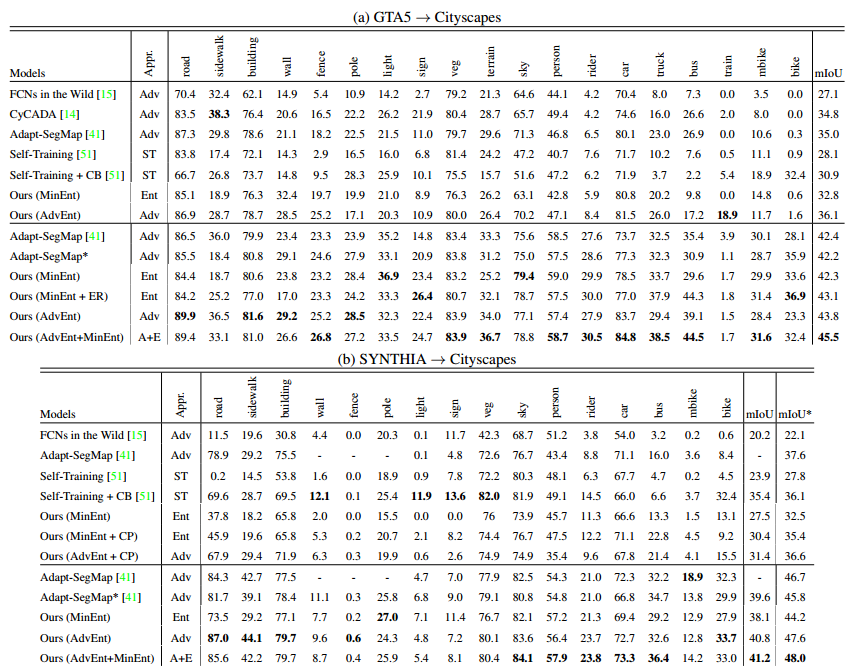 (a) GTA5 → Cityscapes
Models Appr. road sidewalk building wall fence pole light sign veg terrain sky person rider car truck bus train mbike bike mIoU
FCNs in the Wild [15] Adv 70.4 32.4 62.1 14.9 5.4 10.9 14.2 2.7 79.2 21.3 64.6 44.1 4.2 70.4 8.0 7.3 0.0 3.5 0.0 27.1
CyCADA [14] Adv 83.5 38.3 76.4 20.6 16.5 22.2 26.2 21.9 80.4 28.7 65.7 49.4 4.2 74.6 16.0 26.6 2.0 8.0 0.0 34.8
Adapt-SegMap [41] Adv 87.3 29.8 78.6 21.1 18.2 22.5 21.5 11.0 79.7 29.6 71.3 46.8 6.5 80.1 23.0 26.9 0.0 10.6 0.3 35.0
Self-Training [51] ST 83.8 17.4 72.1 14.3 2.9 16.5 16.0 6.8 81.4 24.2 47.2 40.7 7.6 71.7 10.2 7.6 0.5 11.1 0.9 28.1
Self-Training + CB [51] ST 66.7 26.8 73.7 14.8 9.5 28.3 25.9 10.1 75.5 15.7 51.6 47.2 6.2 71.9 3.7 2.2 5.4 18.9 32.4 30.9
Ours (MinEnt) Ent 85.1 18.9 76.3 32.4 19.7 19.9 21.0 8.9 76.3 26.2 63.1 42.8 5.9 80.8 20.2 9.8 0.0 14.8 0.6 32.8
Ours (AdvEnt) Adv 86.9 28.7 78.7 28.5 25.2 17.1 20.3 10.9 80.0 26.4 70.2 47.1 8.4 81.5 26.0 17.2 18.9 11.7 1.6 36.1
Adapt-SegMap [41] Adv 86.5 36.0 79.9 23.4 23.3 23.9 35.2 14.8 83.4 33.3 75.6 58.5 27.6 73.7 32.5 35.4 3.9 30.1 28.1 42.4
Adapt-SegMap* Adv 85.5 18.4 80.8 29.1 24.6 27.9 33.1 20.9 83.8 31.2 75.0 57.5 28.6 77.3 32.3 30.9 1.1 28.7 35.9 42.2
Ours (MinEnt) Ent 84.4 18.7 80.6 23.8 23.2 28.4 36.9 23.4 83.2 25.2 79.4 59.0 29.9 78.5 33.7 29.6 1.7 29.9 33.6 42.3
Ours (MinEnt + ER) Ent 84.2 25.2 77.0 17.0 23.3 24.2 33.3 26.4 80.7 32.1 78.7 57.5 30.0 77.0 37.9 44.3 1.8 31.4 36.9 43.1
Ours (AdvEnt) Adv 89.9 36.5 81.6 29.2 25.2 28.5 32.3 22.4 83.9 34.0 77.1 57.4 27.9 83.7 29.4 39.1 1.5 28.4 23.3 43.8
Ours (AdvEnt+MinEnt) A+E 89.4 33.1 81.0 26.6 26.8 27.2 33.5 24.7 83.9 36.7 78.8 58.7 30.5 84.8 38.5 44.5 1.7 31.6 32.4 45.5
(b) SYNTHIA → Cityscapes
Models Appr. road sidewalk building wall fence pole light sign veg sky person rider car bus mbike bike mIoU mIoU*
FCNs in the Wild [15] Adv 11.5 19.6 30.8 4.4 0.0 20.3 0.1 11.7 42.3 68.7 51.2 3.8 54.0 3.2 0.2 0.6 20.2 22.1
Adapt-SegMap [41] Adv 78.9 29.2 75.5 - - - 0.1 4.8 72.6 76.7 43.4 8.8 71.1 16.0 3.6 8.4 - 37.6
Self-Training [51] ST 0.2 14.5 53.8 1.6 0.0 18.9 0.9 7.8 72.2 80.3 48.1 6.3 67.7 4.7 0.2 4.5 23.9 27.8
Self-Training + CB [51] ST 69.6 28.7 69.5 12.1 0.1 25.4 11.9 13.6 82.0 81.9 49.1 14.5 66.0 6.6 3.7 32.4 35.4 36.1
Ours (MinEnt) Ent 37.8 18.2 65.8 2.0 0.0 15.5 0.0 0.0 76 73.9 45.7 11.3 66.6 13.3 1.5 13.1 27.5 32.5
Ours (MinEnt + CP) Ent 45.9 19.6 65.8 5.3 0.2 20.7 2.1 8.2 74.4 76.7 47.5 12.2 71.1 22.8 4.5 9.2 30.4 35.4
Ours (AdvEnt + CP) Adv 67.9 29.4 71.9 6.3 0.3 19.9 0.6 2.6 74.9 74.9 35.4 9.6 67.8 21.4 4.1 15.5 31.4 36.6
Adapt-SegMap [41] Adv 84.3 42.7 77.5 - - - 4.7 7.0 77.9 82.5 54.3 21.0 72.3 32.2 18.9 32.3 - 46.7
Adapt-SegMap* [41] Adv 81.7 39.1 78.4 11.1 0.3 25.8 6.8 9.0 79.1 80.8 54.8 21.0 66.8 34.7 13.8 29.9 39.6 45.8
Ours (MinEnt) Ent 73.5 29.2 77.1 7.7 0.2 27.0 7.1 11.4 76.7 82.1 57.2 21.3 69.4 29.2 12.9 27.9 38.1 44.2
Ours (AdvEnt) Adv 87.0 44.1 79.7 9.6 0.6 24.3 4.8 7.2 80.1 83.6 56.4 23.7 72.7 32.6 12.8 33.7 40.8 47.6
Ours (AdvEnt+MinEnt) A+E 85.6 42.2 79.7 8.7 0.4 25.9 5.4 8.1 80.4 84.1 57.9 23.8 73.3 36.4 14.2 33.0 41.2 48.0